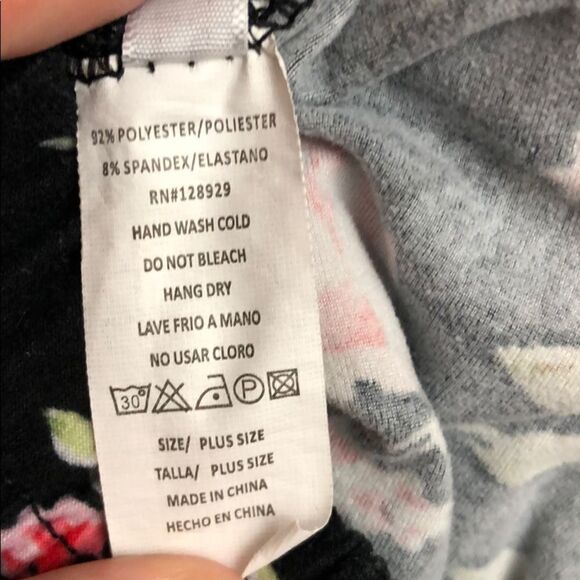 92% POLYESTER/POLIESTER
8% SPANDEX/ELASTANO
RN#128929
HAND WASH COLD
DO NOT BLEACH
HANG DRY
LAVE FRIO A MANO
NO USAR CLORO
30° P
SIZE/ PLUS SIZE
TALLA/ PLUS SIZE
MADE IN CHINA
HECHO EN CHINA